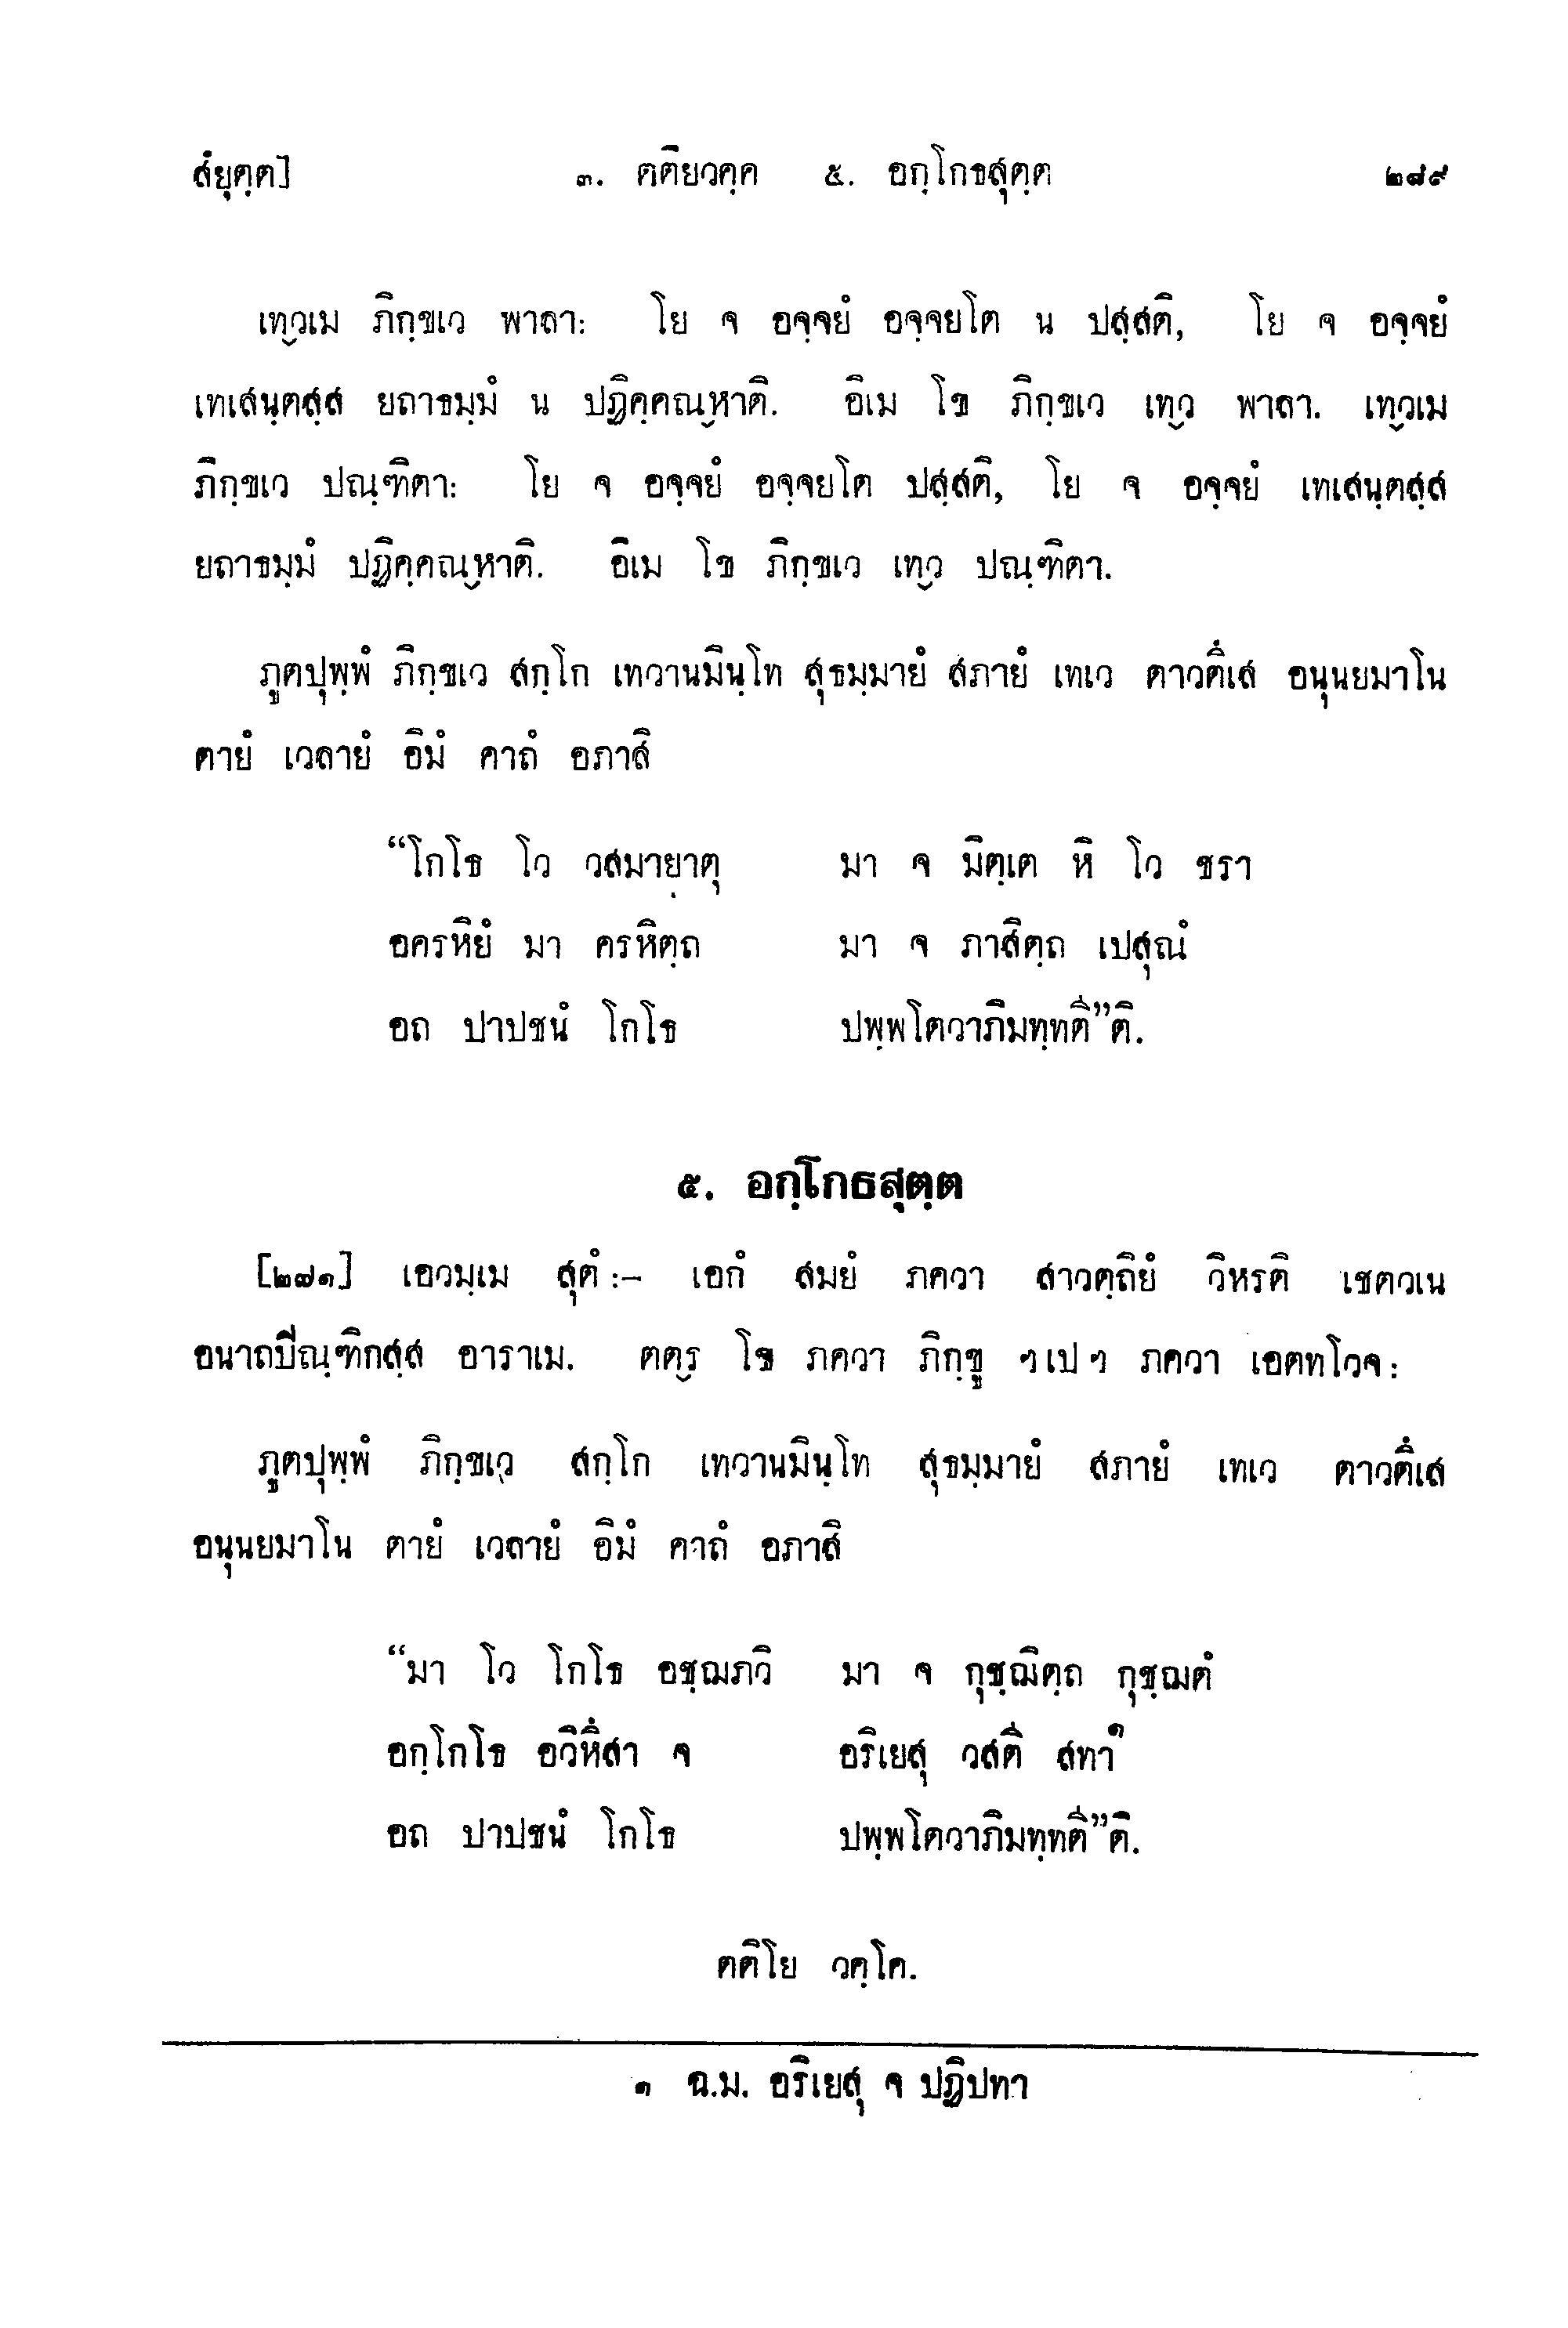 สํยุตฺต]   ๓. ตติยวคฺค   ๕. อกฺโกธสุตฺต   ๒๘๙
เทฺวเม ภิกฺขเว พาลา: โย จ อจฺจยํ อจฺจยโต น ปสฺสติ, โย จ อจฺจยํ
เทเสนฺตสฺส ยถาธมฺมํ น ปฏิคฺคณฺหาติ. อิเม โข ภิกฺขเว เทฺว พาลา. เทฺวเม
ภิกฺขเว ปณฺฑิตา: โย จ อจฺจยํ อจฺจยโต ปสฺสติ, โย จ อจฺจยํ เทเสนฺตสฺส
ยถาธมฺมํ ปฏิคฺคณฺหาติ. อิเม โข ภิกฺขเว เทฺว ปณฺฑิตา.
ภูตปุพฺพํ ภิกฺขเว สกฺโก เทวานมินฺโท สุธมฺมายํ สภายํ เทเว ตาวตึเส อนุนยมาโน
ตายํ เวลายํ อิมํ คาถํ อภาสิ
“โกโธ โว วสมายาตุ   มา จ มิตฺเต หิ โว ชรา
อครหิยํ มา ครหิตฺถ   มา จ ภาสิตฺถ เปสุณํ
อถ ปาปชนํ โกโธ   ปพฺพโตวาภิมทฺทตี”ติ.
๕. อกฺโกธสุตฺต
[๒๗๑] เอวมฺเม สุตํ :– เอกํ สมยํ ภควา สาวตฺถิยํ วิหรติ เชตวเน
อนาถปิณฺฑิกสฺส อาราเม. ตตฺร โข ภควา ภิกฺขู ฯเปฯ ภควา เอตทโวจ :
ภูตปุพฺพํ ภิกฺขเว สกฺโก เทวานมินฺโท สุธมฺมายํ สภายํ เทเว ตาวตึเส
อนุนยมาโน ตายํ เวลายํ อิมํ คาถํ อภาสิ
“มา โว โกโธ อชฺฌภวิ   มา จ กุชฺฌิตฺถ กุชฺฌตํ
อกฺโกโธ อวิหึสา จ   อริเยสุ วสตี สทา๑
อถ ปาปชนํ โกโธ   ปพฺพโตวาภิมทฺทตี”ติ.
ตติโย วคฺโค.
๑ ฉ.ม. อริเยสุ จ ปฏิปทา